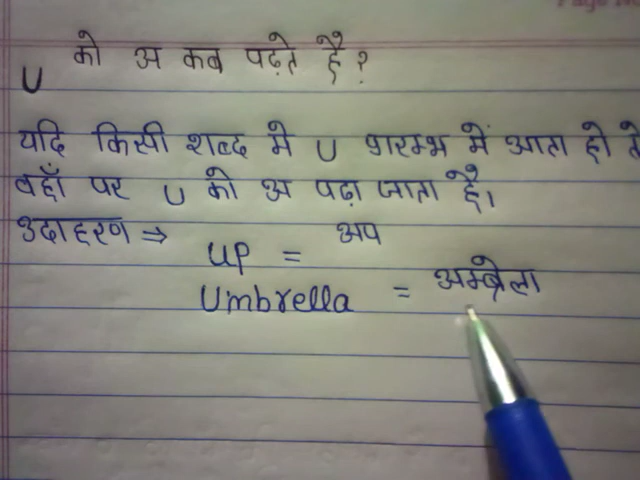 U को अ कब पढ़ते है?
यदि किसी शब्द मे U प्रारम्भ में आता हो
वहाँ पर U को अ पढ़ा जाता है।
उदाहरण ⇒ UP = अप
Umbrella = अम्ब्रेला